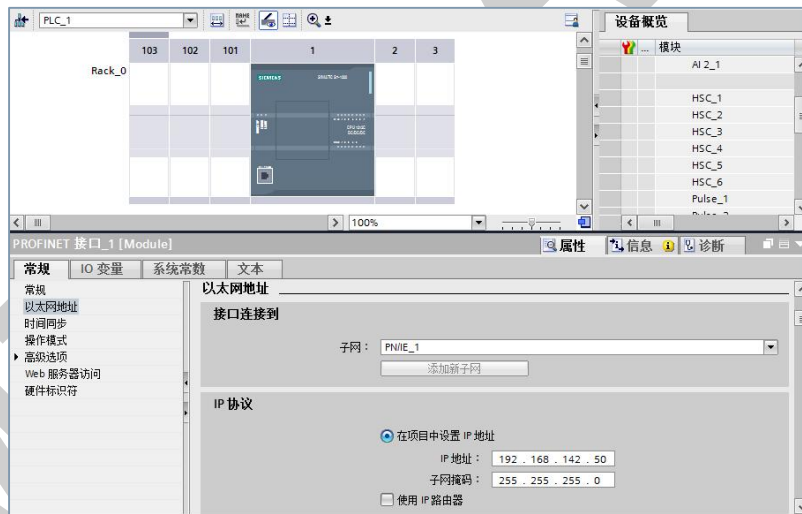 PLC_1
设备概览
103 102 101 1 2 3
... 模块
Rack_0
AI 2_1
SIEMENS
HSC_1
HSC_2
HSC_3
HSC_4
HSC_5
HSC_6
Pulse_1
100%
PROFINET 接口_1 [Module]
属性 信息 诊断
常规 IO 变量 系统常数 文本
常规
以太网地址
时间同步
操作模式
高级选项
Web 服务器访问
硬件标识符
以太网地址
接口连接到
子网： PN/IE_1
添加新子网
IP 协议
在项目中设置 IP 地址
IP 地址： 192 . 168 . 142 . 50
子网掩码： 255 . 255 . 255 . 0
使用 IP 路由器